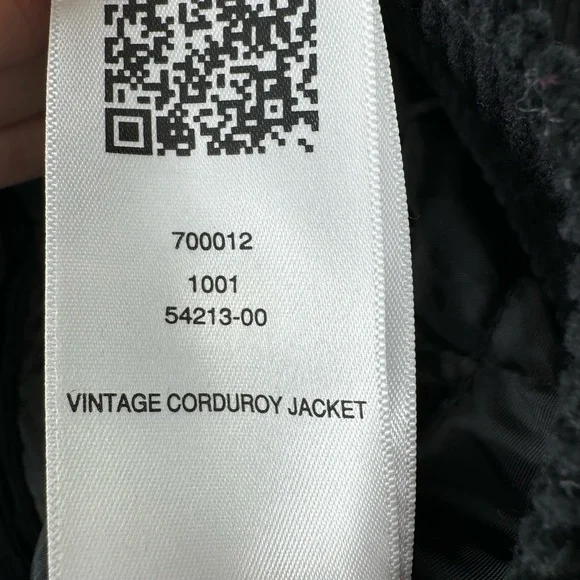 700012
1001
54213-00
VINTAGE CORDUROY JACKET